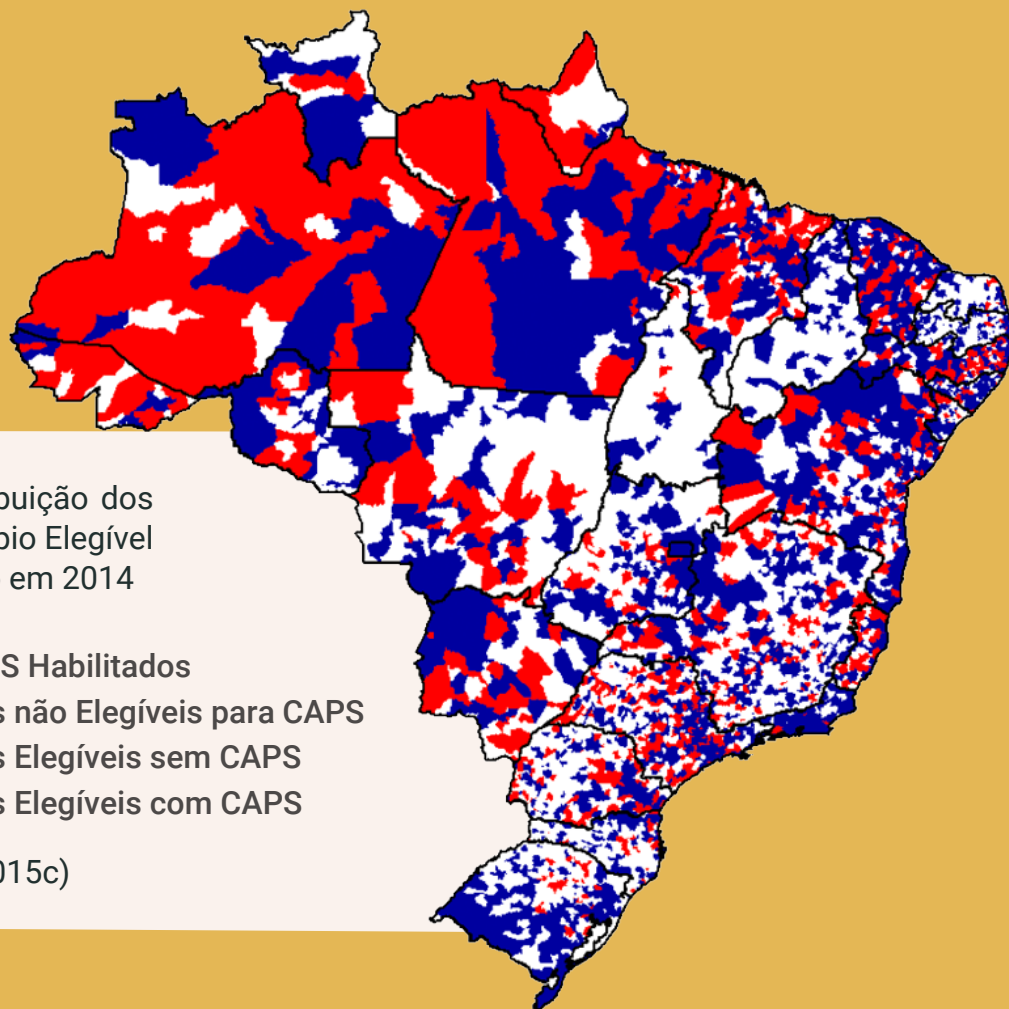 buição dos
pio Elegível
em 2014
S Habilitados
s não Elegíveis para CAPS
s Elegíveis sem CAPS
s Elegíveis com CAPS
015c)